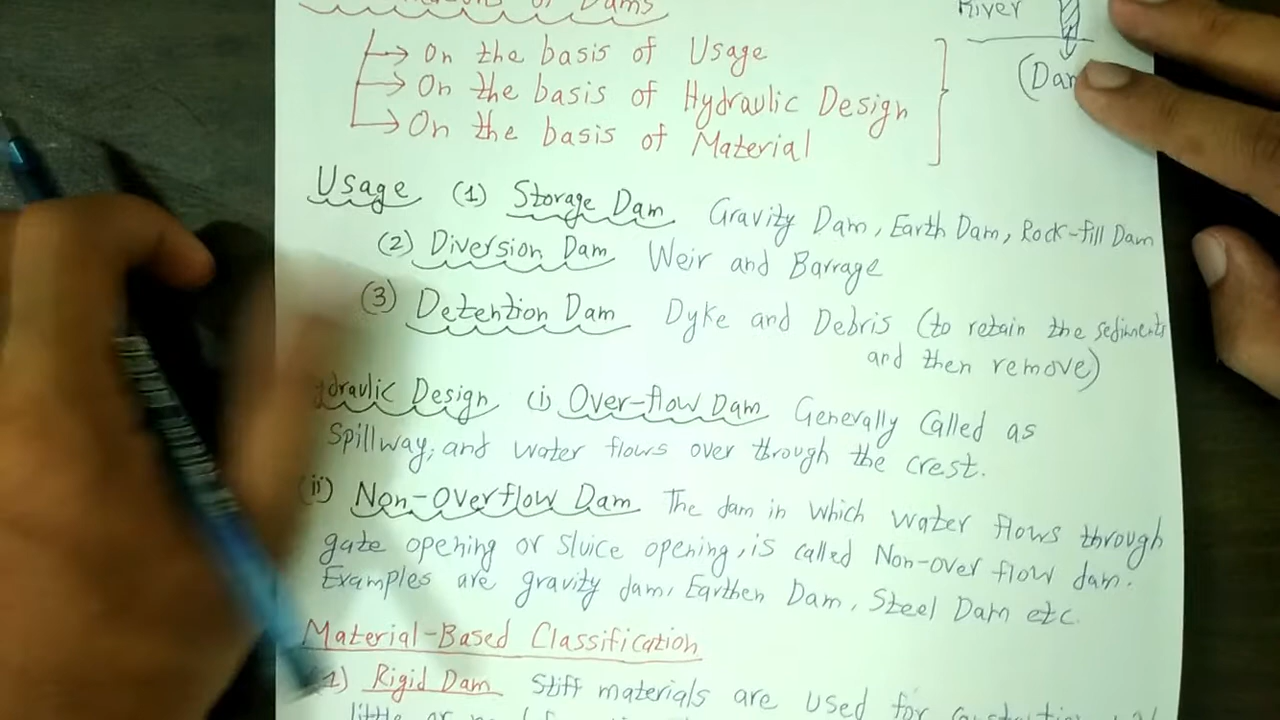 of Dams
River
(Dam
On the basis of Usage
On the basis of Hydraulic Design
On the basis of Material
Usage (1) Storage Dam Gravity Dam, Earth Dam, Rock-fill Dam
(2) Diversion Dam Weir and Barrage
(3) Detention Dam Dyke and Debris (to retain the sediments
and then remove)
draulic Design (i) Over-flow Dam Generally Called as
Spillway, and water flows over through the crest.
(ii) Non-Overflow Dam The dam in which water flows through
gate opening or sluice opening, is called Non-over flow dam.
Examples are gravity dam, Earthen Dam, Steel Dam etc.
Material-Based Classification
(1) Rigid Dam Stiff materials are used for
little or no